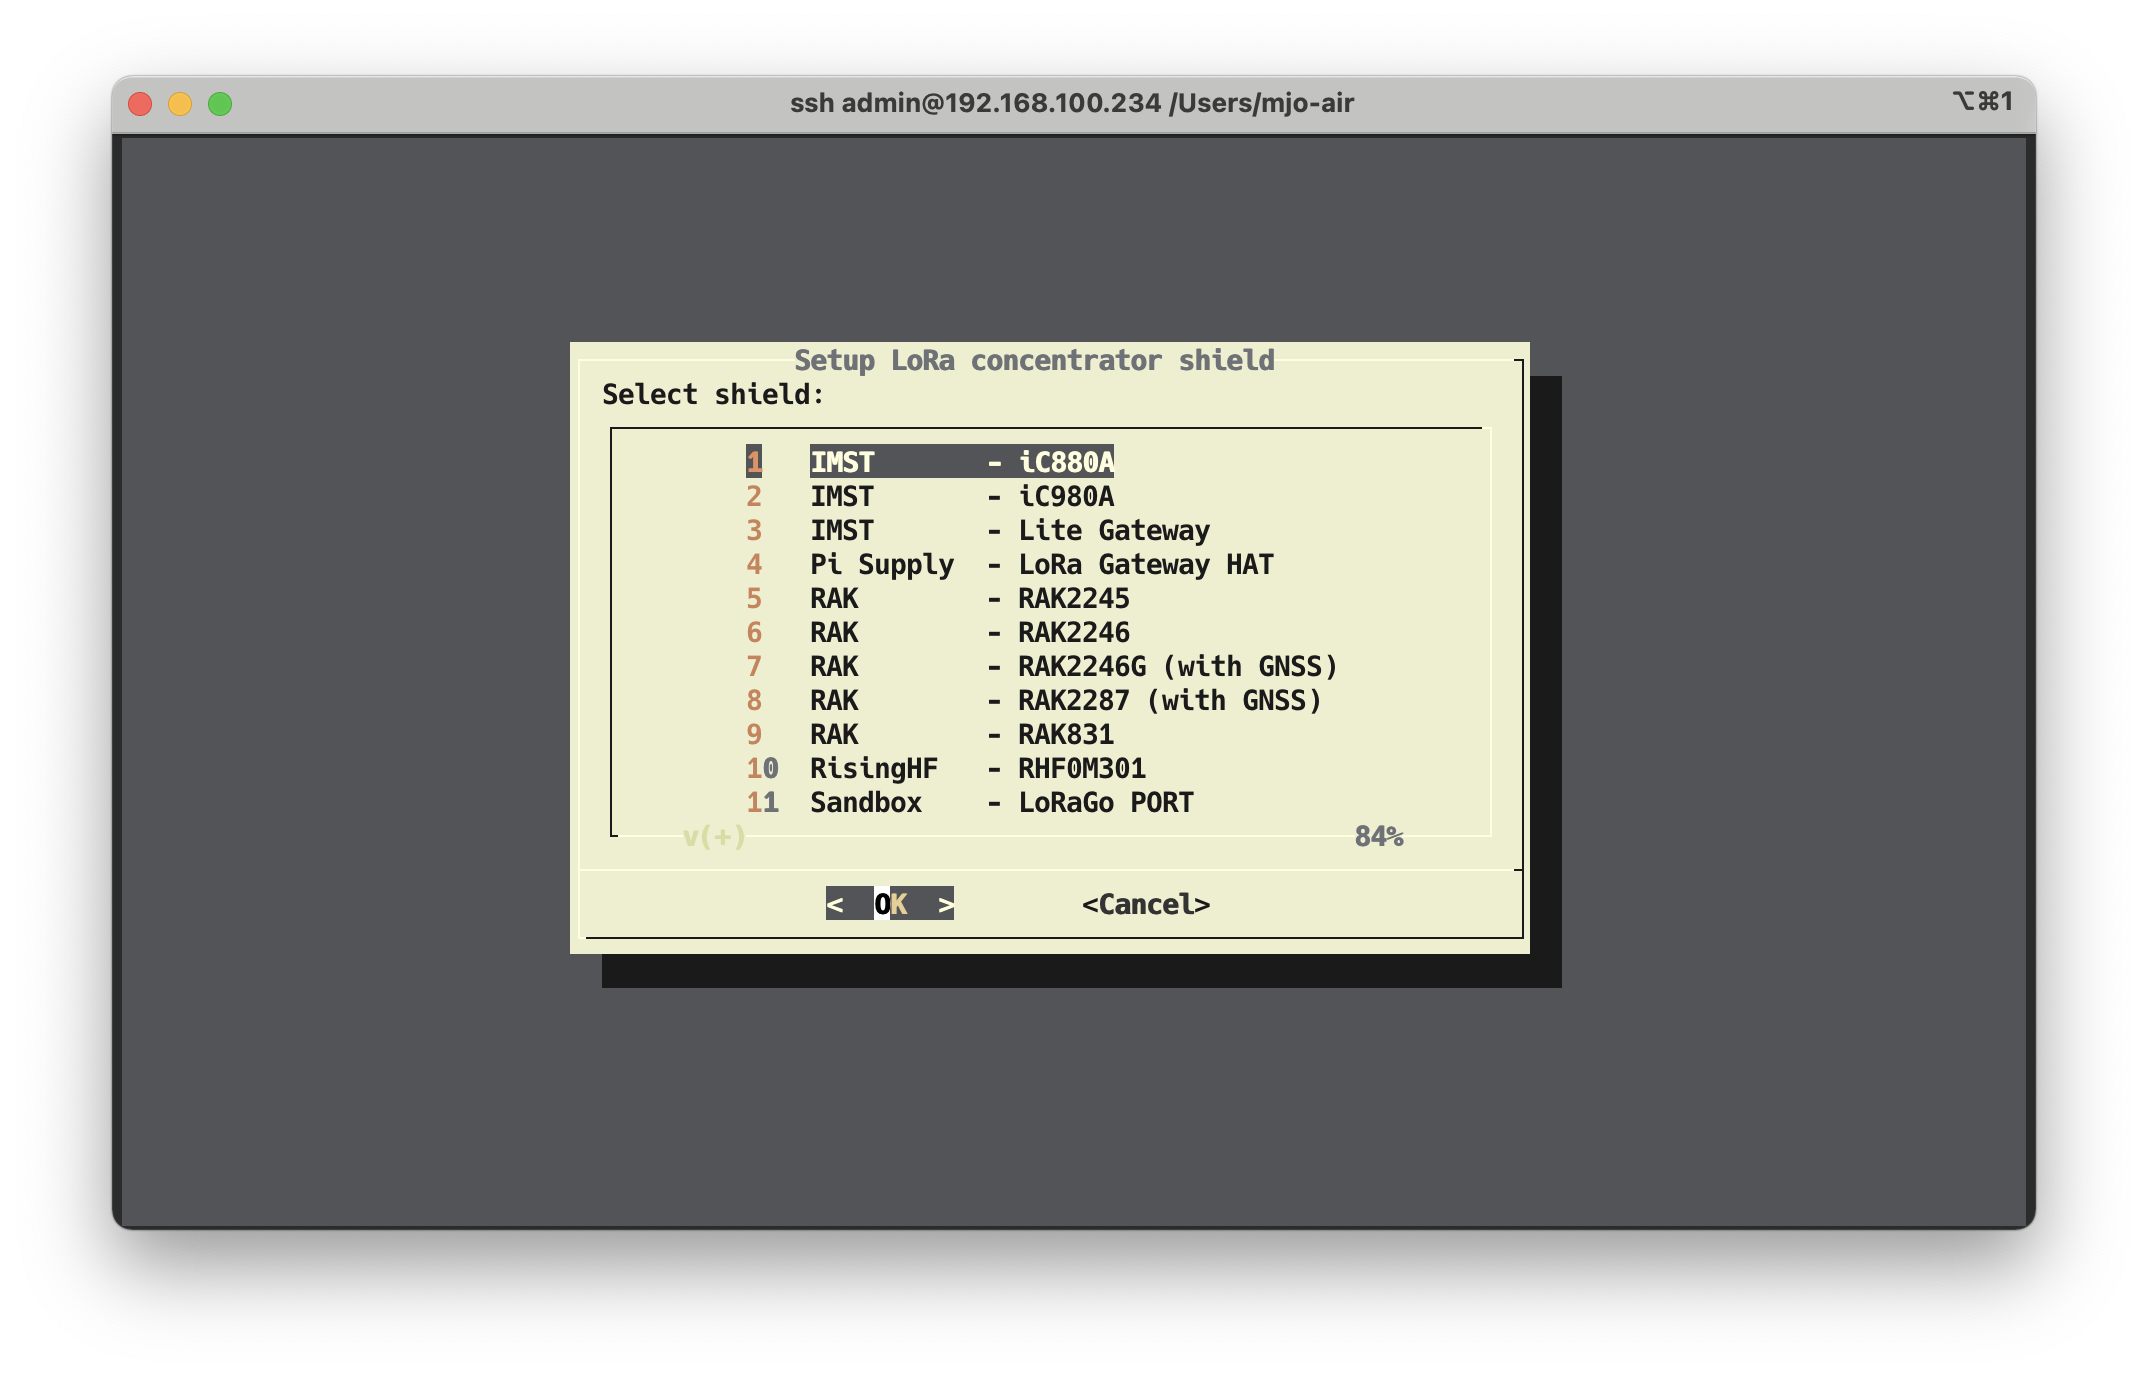 ssh admin@192.168.100.234 /Users/mjo-air
⌥⌘1
Setup LoRa concentrator shield
Select shield:
1 IMST - iC880A
2 IMST - iC980A
3 IMST - Lite Gateway
4 Pi Supply - LoRa Gateway HAT
5 RAK - RAK2245
6 RAK - RAK2246
7 RAK - RAK2246G (with GNSS)
8 RAK - RAK2287 (with GNSS)
9 RAK - RAK831
10 RisingHF - RHF0M301
11 Sandbox - LoRaGo PORT
v(+) 84%
< OK > <Cancel>